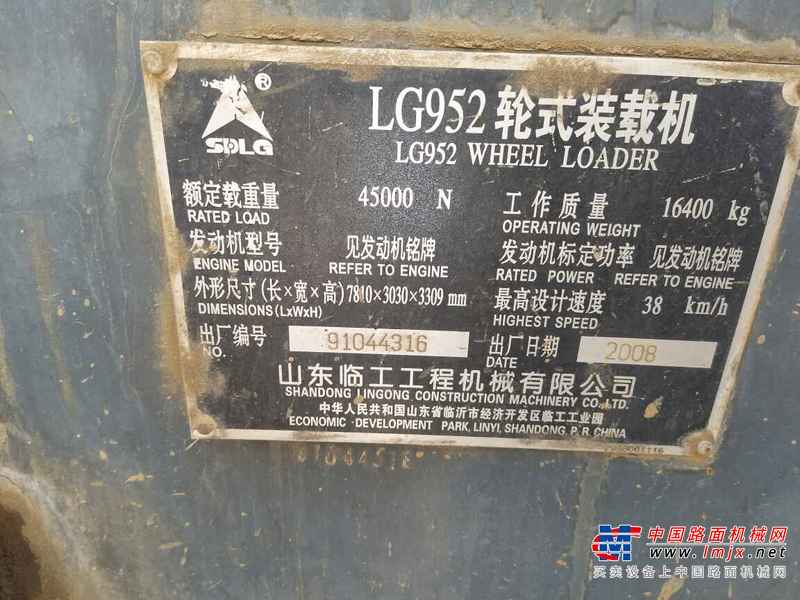 LG952 轮式装载机
LG952 WHEEL LOADER
®
SDLG
额定载重量 45000 N
RATED LOAD
工作质量 16400 kg
OPERATING WEIGHT
发动机型号 见发动机铭牌
ENGINE MODEL REFER TO ENGINE
发动机标定功率 见发动机铭牌
RATED POWER REFER TO ENGINE
外形尺寸(长×宽×高)7810×3030×3309 mm
DIMENSIONS(LxWxH)
最高设计速度 38 km/h
HIGHEST SPEED
出厂编号 91044316
NO.
出厂日期 2008
DATE
山东临工工程机械有限公司
SHANDONG LINGONG CONSTRUCTION MACHINERY CO.,LTD.
中华人民共和国山东省临沂市经济开发区临工工业园
ECONOMIC DEVELOPMENT PARK, LINYI, SHANDONG, P. R. CHINA
中国路面机械网
www.lmjx.net
买卖设备上中国路面机械网